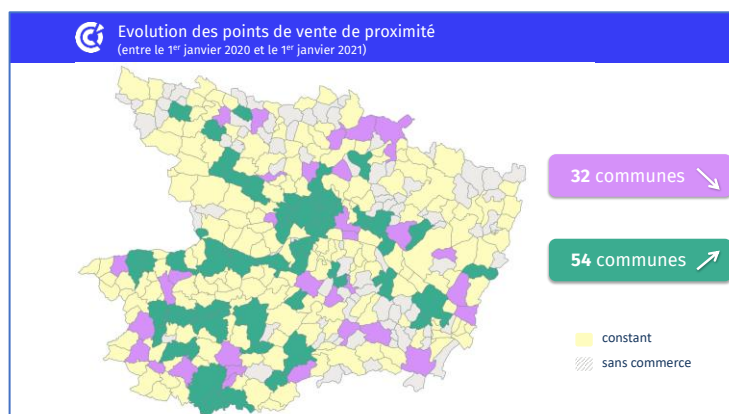 Evolution des points de vente de proximité
(entre le 1er janvier 2020 et le 1er janvier 2021)
32 communes
54 communes
constant
sans commerce